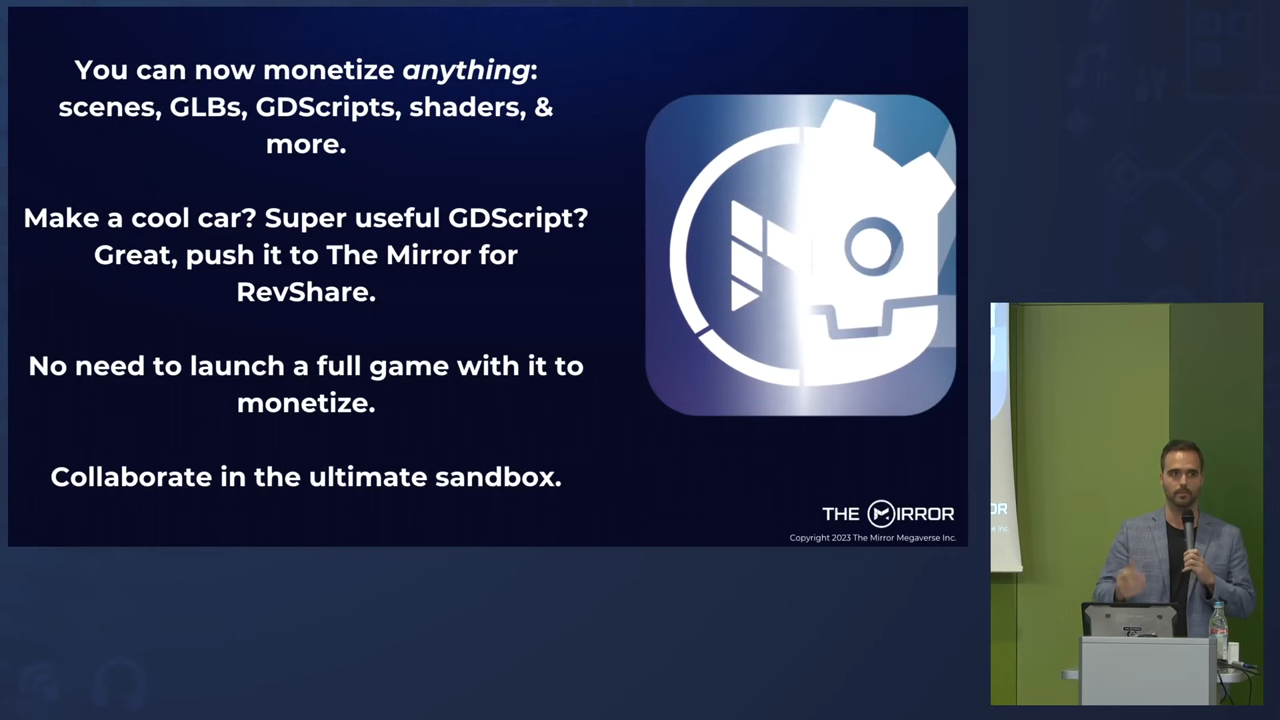 You can now monetize anything:
scenes, GLBs, GDScripts, shaders, &
more.
Make a cool car? Super useful GDScript?
Great, push it to The Mirror for
RevShare.
No need to launch a full game with it to
monetize.
Collaborate in the ultimate sandbox.
THE MIRROR
Copyright 2023 The Mirror Megaverse Inc.
OR
Inc.